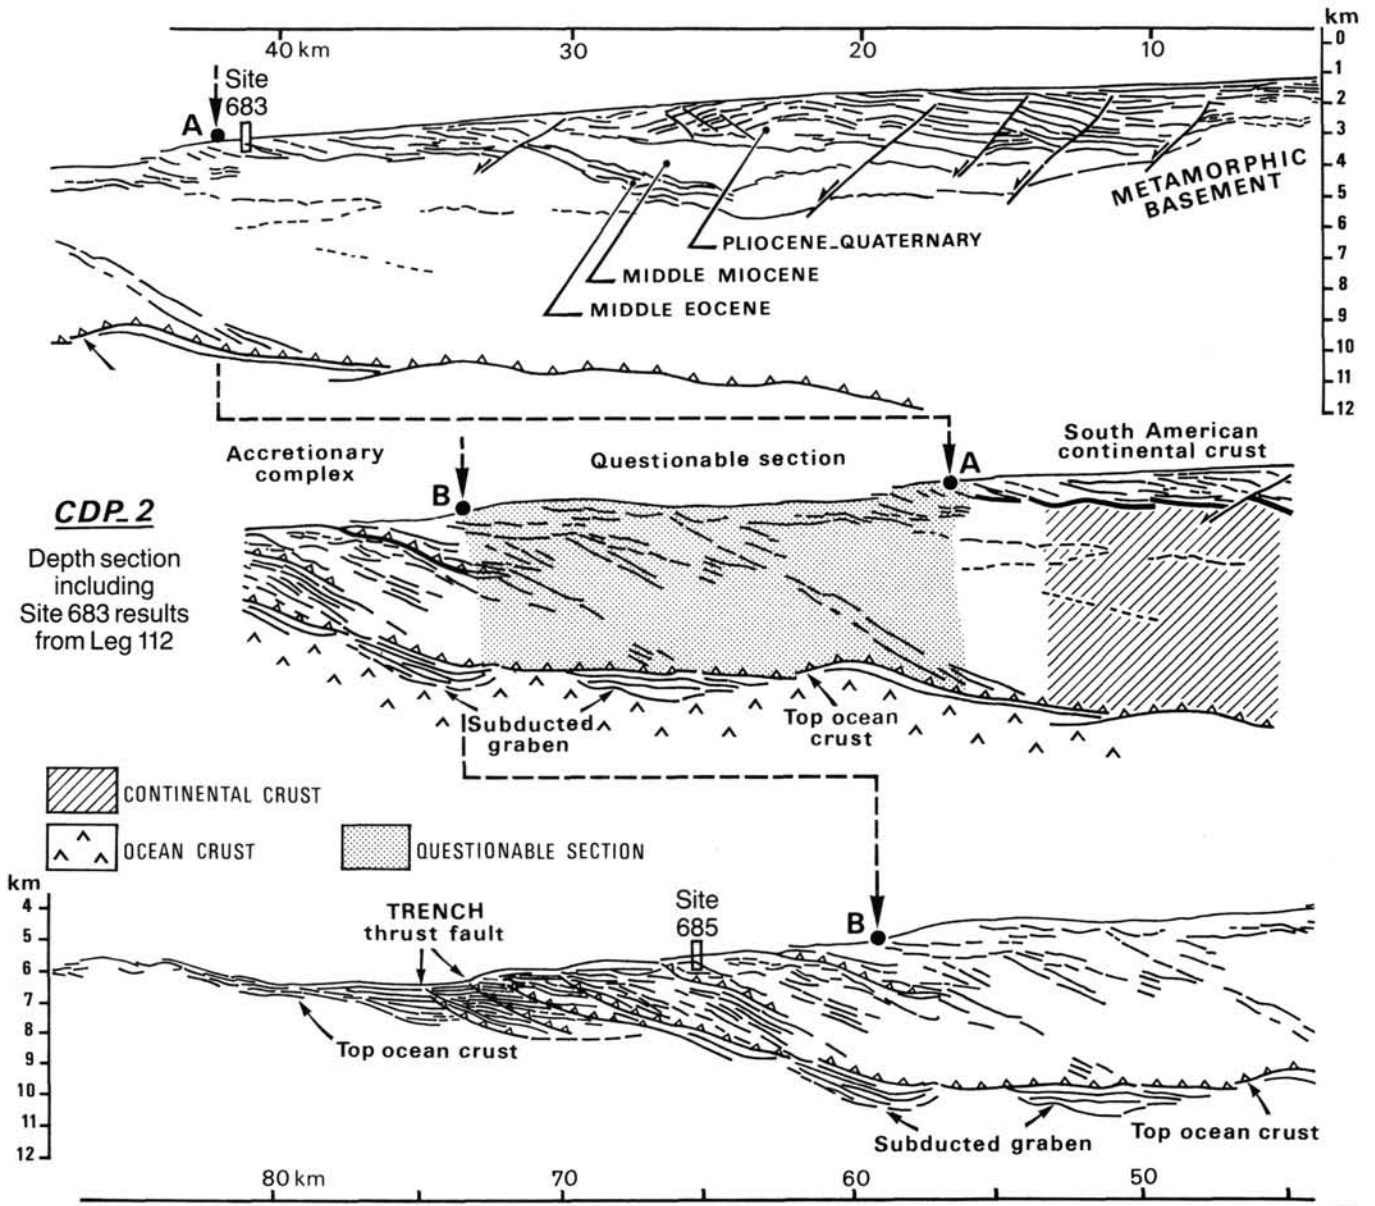 km
40 km 30 20 10
0
1
2
3
4
5
6
7
8
9
10
11
12
Site
683
A
METAMORPHIC
BASEMENT
PLIOCENE_QUATERNARY
MIDDLE MIOCENE
MIDDLE EOCENE
Accretionary
complex
Questionable section
South American
continental crust
B
A
CDP_2
Depth section
including
Site 683 results
from Leg 112
Subducted
graben
Top ocean
crust
CONTINENTAL CRUST
OCEAN CRUST
QUESTIONABLE SECTION
km
4
5
6
7
8
9
10
11
12
TRENCH
thrust fault
Site
685
B
Top ocean crust
Subducted graben
Top ocean crust
80 km 70 60 50